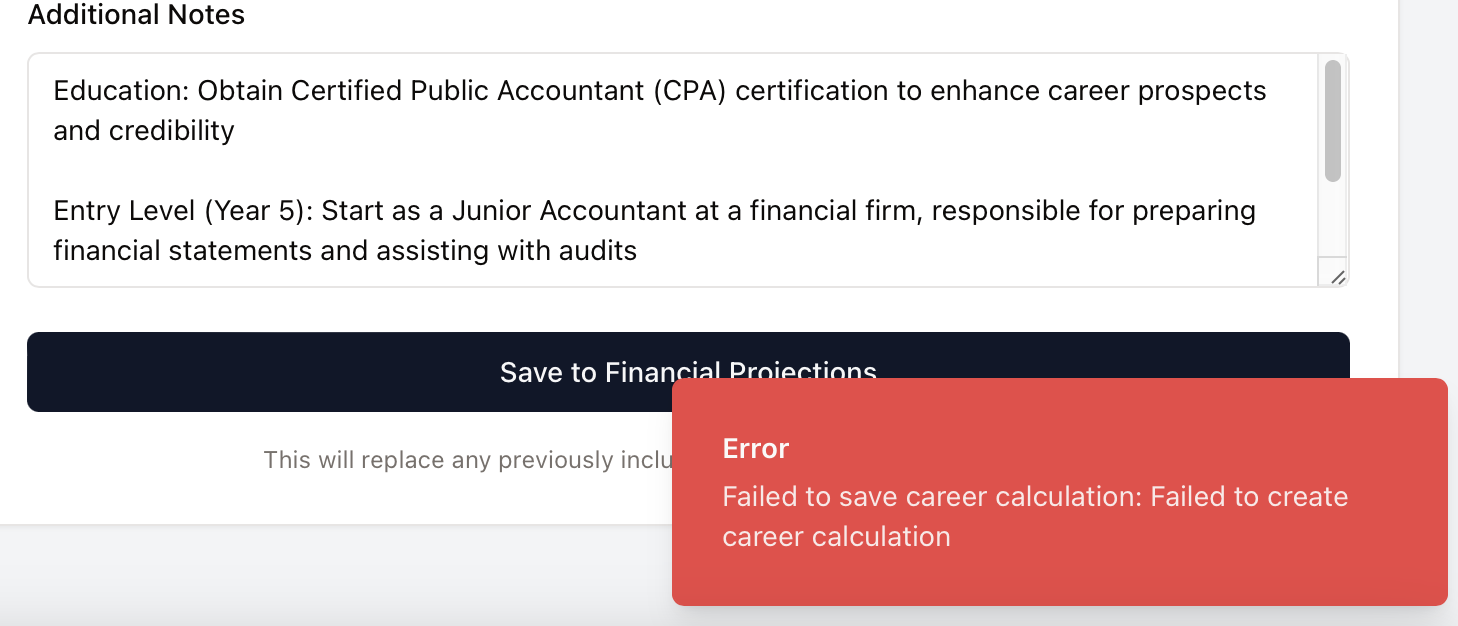 Additional Notes
Education: Obtain Certified Public Accountant (CPA) certification to enhance career prospects
and credibility
Entry Level (Year 5): Start as a Junior Accountant at a financial firm, responsible for preparing
financial statements and assisting with audits
Save to Financial Projections
This will replace any previously inclu
Error
Failed to save career calculation: Failed to create
career calculation